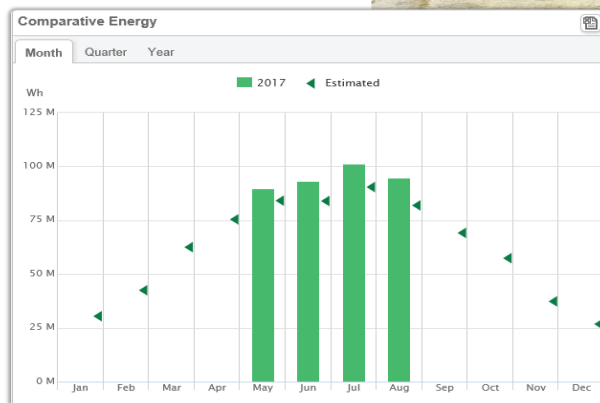 Comparative Energy
Month Quarter Year
2017 Estimated
Wh
125 M
100 M
75 M
50 M
25 M
0 M
Jan Feb Mar Apr May Jun Jul Aug Sep Oct Nov Dec